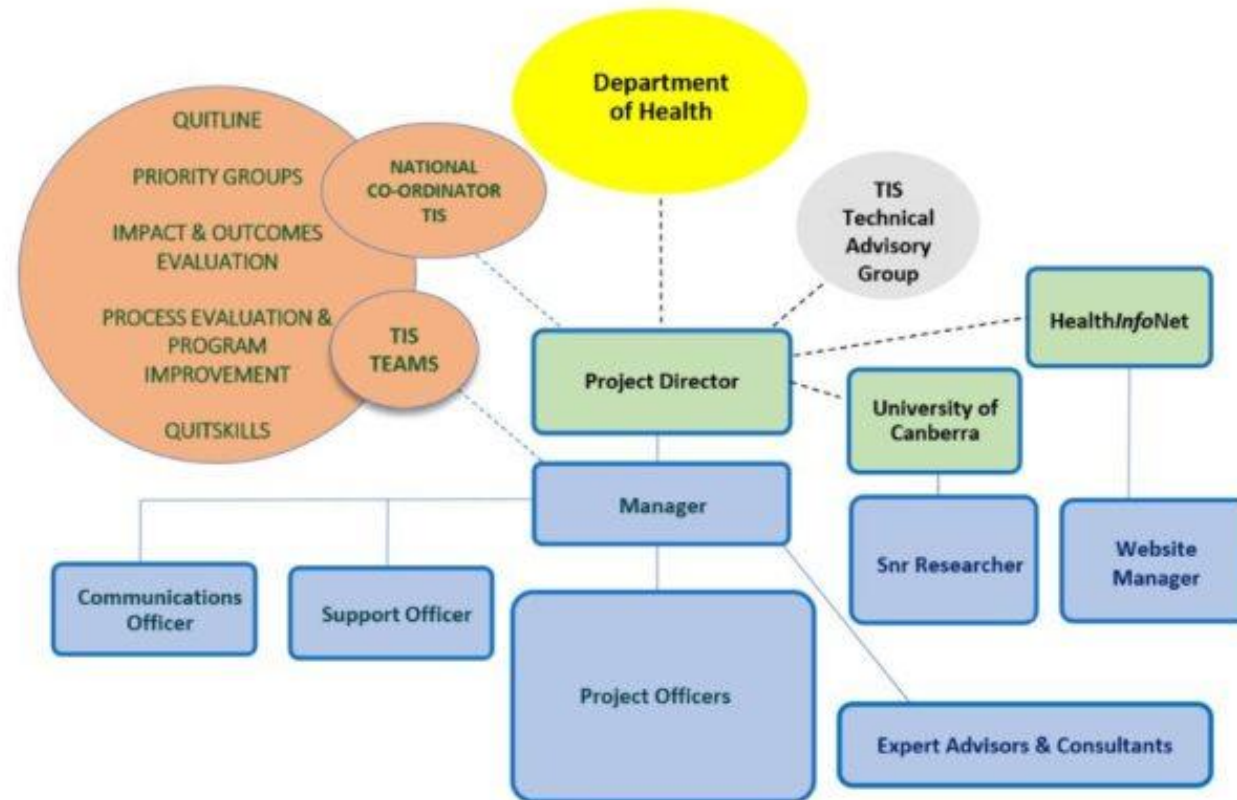 Department
of Health
QUITLINE
PRIORITY GROUPS
IMPACT & OUTCOMES
EVALUATION
PROCESS EVALUATION &
PROGRAM
IMPROVEMENT
QUITSKILLS
NATIONAL
CO-ORDINATOR
TIS
TIS
TEAMS
TIS
Technical
Advisory
Group
HealthInfoNet
Project Director
University of
Canberra
Manager
Snr Researcher
Website
Manager
Communications
Officer
Support Officer
Project Officers
Expert Advisors & Consultants